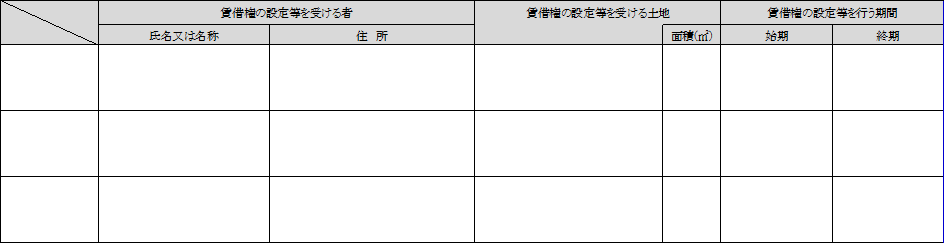 賃借権の設定等を受ける者
賃借権の設定等を受ける土地
賃借権の設定等を行う期間
氏名又は名称
住 所
面積(㎡)
始期
終期